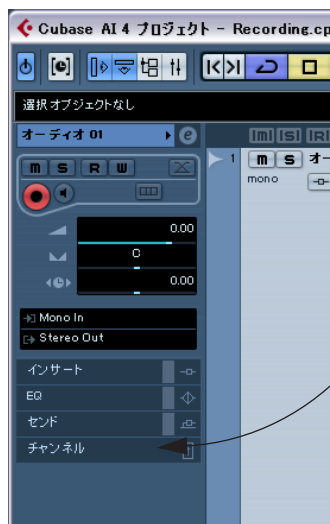 Cubase AI 4 プロジェクト - Recording.cp
選択オブジェクトなし
オーディオ 01
e
m S R W
0.00
C
0.00
Mono In
Stereo Out
インサート
EQ
センド
チャンネル
m S R
1 m S オー
mono